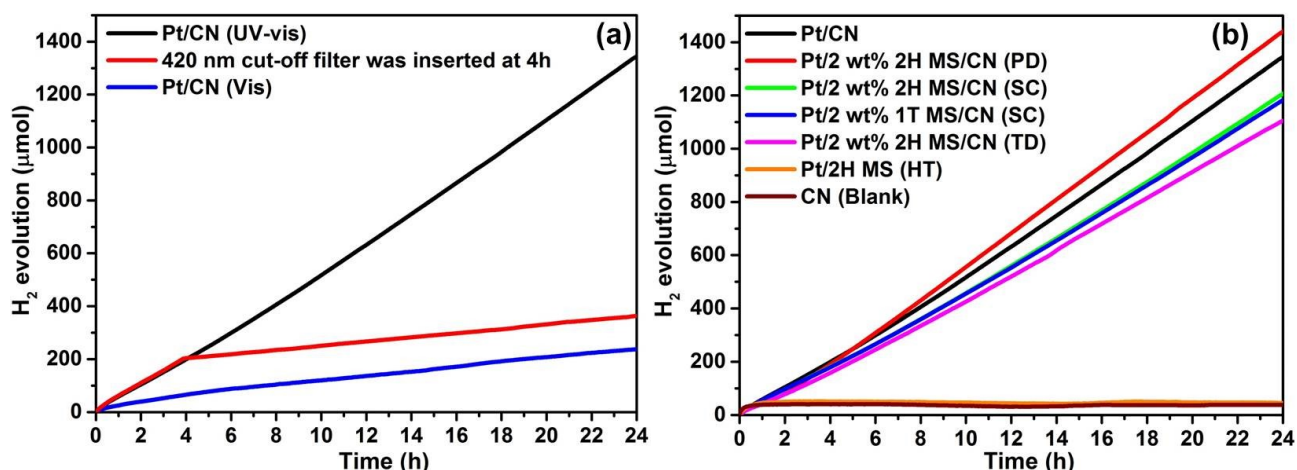 (a)
Pt/CN (UV-vis)
420 nm cut-off filter was inserted at 4h
Pt/CN (Vis)
H2 evolution (μmol)
1400
1200
1000
800
600
400
200
0
0 2 4 6 8 10 12 14 16 18 20 22 24
Time (h)
(b)
Pt/CN
Pt/2 wt% 2H MS/CN (PD)
Pt/2 wt% 2H MS/CN (SC)
Pt/2 wt% 1T MS/CN (SC)
Pt/2 wt% 2H MS/CN (TD)
Pt/2H MS (HT)
CN (Blank)
H2 evolution (μmol)
1400
1200
1000
800
600
400
200
0
0 2 4 6 8 10 12 14 16 18 20 22 24
Time (h)